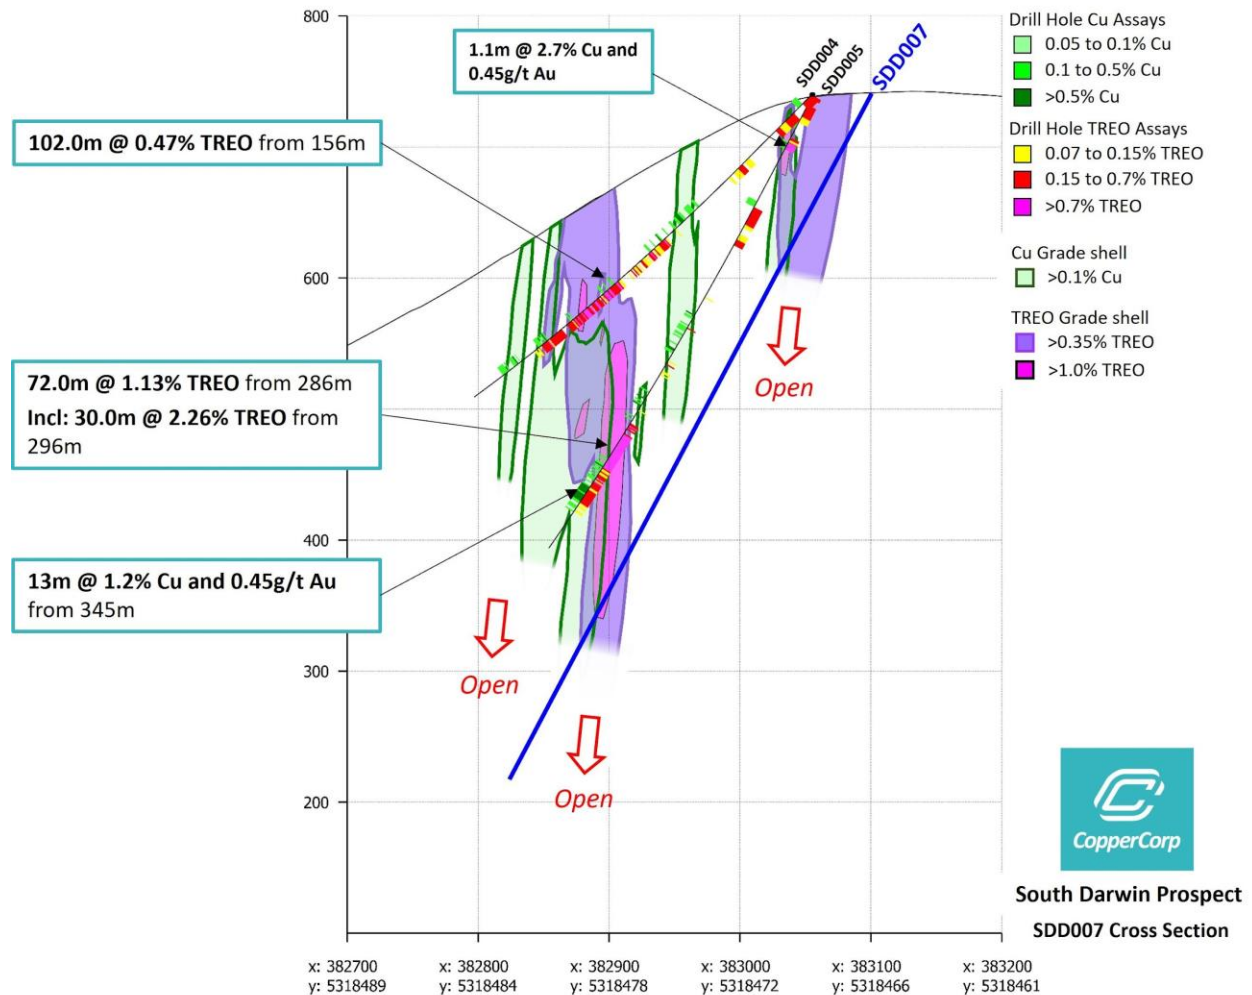 800
1.1m @ 2.7% Cu and
0.45g/t Au
SDD004
SDD005
SDD007
Drill Hole Cu Assays
0.05 to 0.1% Cu
0.1 to 0.5% Cu
>0.5% Cu
Drill Hole TREO Assays
0.07 to 0.15% TREO
0.15 to 0.7% TREO
>0.7% TREO
Cu Grade shell
>0.1% Cu
TREO Grade shell
>0.35% TREO
>1.0% TREO
102.0m @ 0.47% TREO from 156m
600
72.0m @ 1.13% TREO from 286m
Incl: 30.0m @ 2.26% TREO from
296m
Open
400
13m @ 1.2% Cu and 0.45g/t Au
from 345m
300
Open
Open
200
CopperCorp
South Darwin Prospect
SDD007 Cross Section
x: 382700
y: 5318489
x: 382800
y: 5318484
x: 382900
y: 5318478
x: 383000
y: 5318472
x: 383100
y: 5318466
x: 383200
y: 5318461